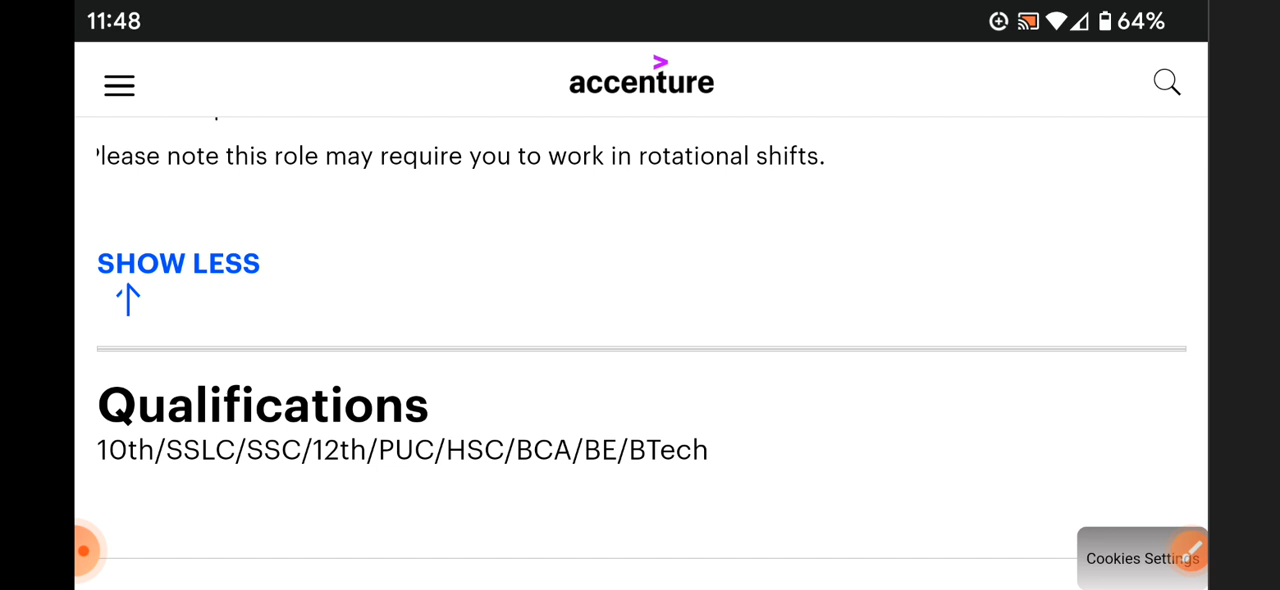 11:48
64%
accenture
Please note this role may require you to work in rotational shifts.
SHOW LESS
Qualifications
10th/SSLC/SSC/12th/PUC/HSC/BCA/BE/BTech
Cookies Settings